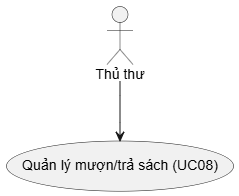 Thủ thư
Quản lý mượn/trả sách (UC08)